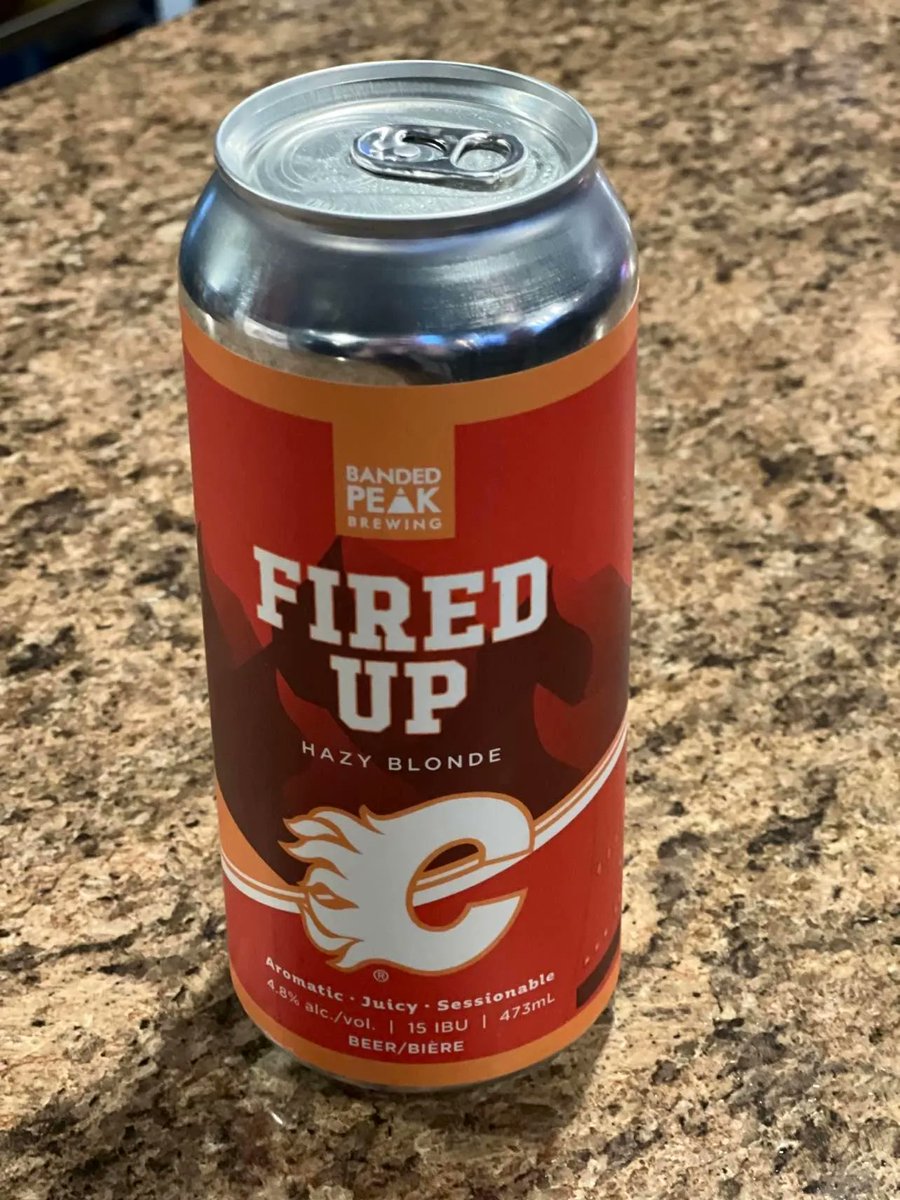 BANDED
PEAK
BREWING
FIRED
UP
HAZY BLONDE
C
®
Aromatic · Juicy · Sessionable
4.8% alc./vol. | 15 IBU | 473mL
BEER/BIÈRE